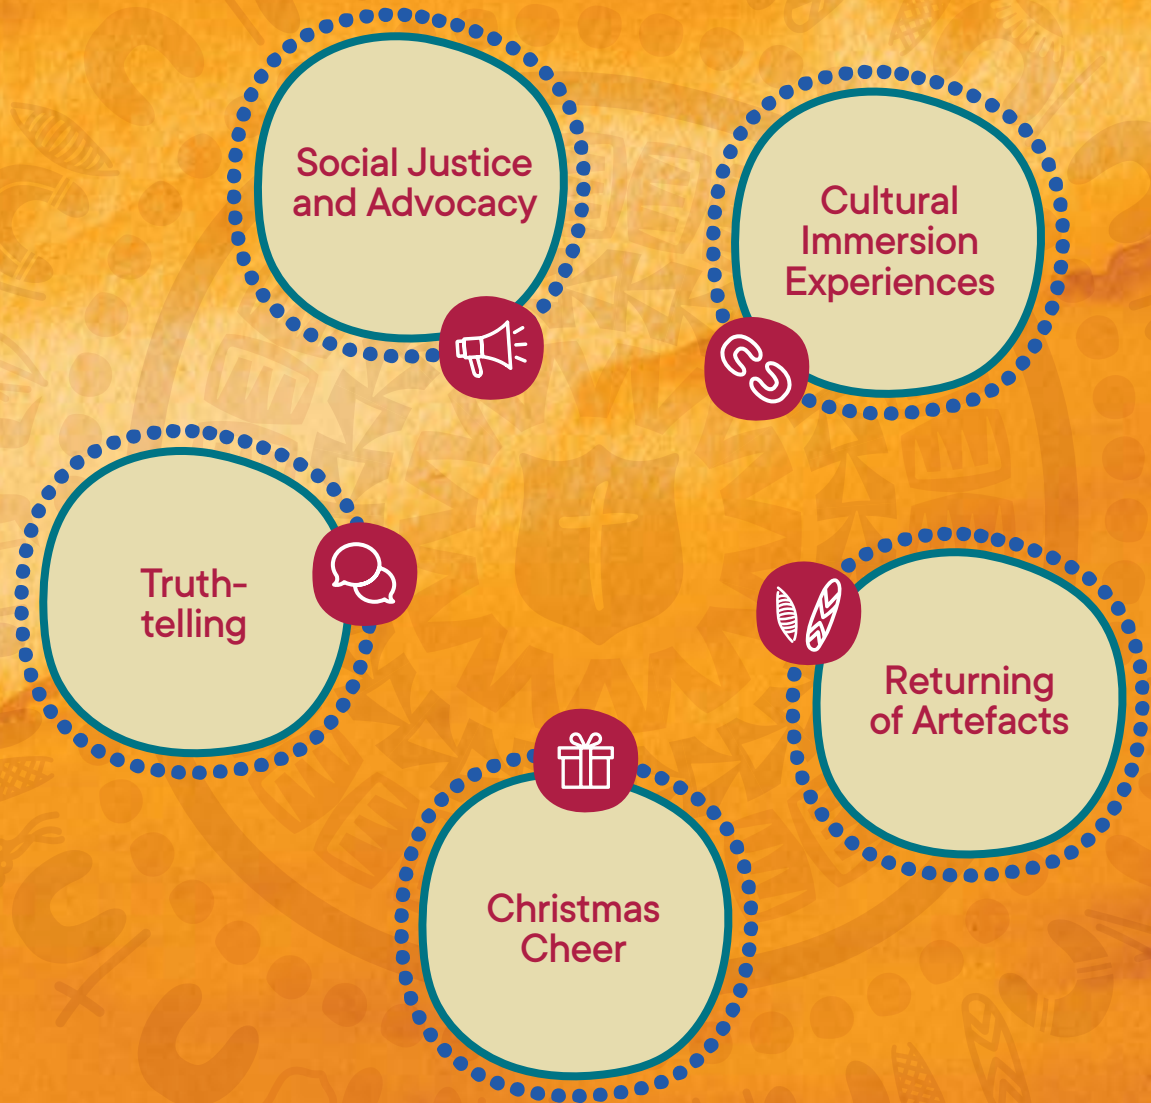 Social Justice
and Advocacy
Cultural
Immersion
Experiences
Truth-
telling
Returning
of Artefacts
Christmas
Cheer